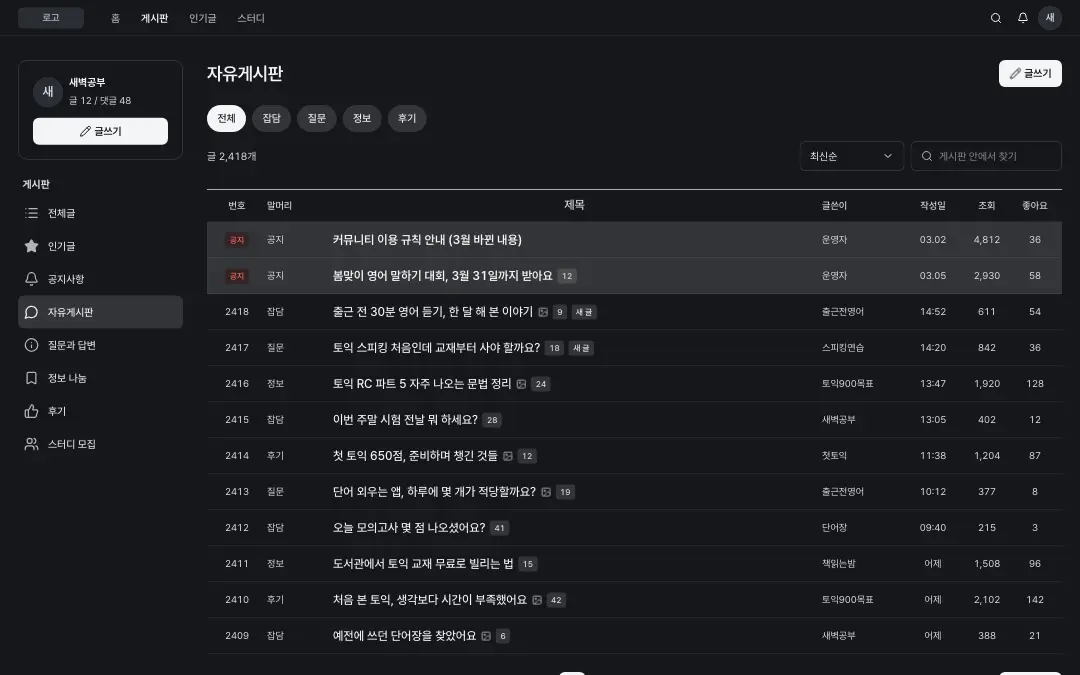 로고 홈 게시판 인기글 스터디 새
새 새벽공부
글 12 / 댓글 48
글쓰기
게시판
전체글
인기글
공지사항
자유게시판
질문과 답변
정보 나눔
후기
스터디 모집
자유게시판 글쓰기
전체 잡담 질문 정보 후기
글 2,418개 최신순 게시판 안에서 찾기
번호 말머리 제목 글쓴이 작성일 조회 좋아요
공지 공지 커뮤니티 이용 규칙 안내 (3월 바뀐 내용) 운영자 03.02 4,812 36
공지 공지 봄맞이 영어 말하기 대회, 3월 31일까지 받아요 12 운영자 03.05 2,930 58
2418 잡담 출근 전 30분 영어 듣기, 한 달 해 본 이야기 9 새 글 출근전영어 14:52 611 54
2417 질문 토익 스피킹 처음인데 교재부터 사야 할까요? 18 새 글 스피킹연습 14:20 842 36
2416 정보 토익 RC 파트 5 자주 나오는 문법 정리 24 토익900목표 13:47 1,920 128
2415 잡담 이번 주말 시험 전날 뭐 하세요? 28 새벽공부 13:05 402 12
2414 후기 첫 토익 650점, 준비하며 챙긴 것들 12 첫토익 11:38 1,204 87
2413 질문 단어 외우는 앱, 하루에 몇 개가 적당할까요? 19 출근전영어 10:12 377 8
2412 잡담 오늘 모의고사 몇 점 나오셨어요? 41 단어장 09:40 215 3
2411 정보 도서관에서 토익 교재 무료로 빌리는 법 15 책읽는밤 어제 1,508 96
2410 후기 처음 본 토익, 생각보다 시간이 부족했어요 42 토익900목표 어제 2,102 142
2409 잡담 예전에 쓰던 단어장을 찾았어요 6 새벽공부 어제 388 21